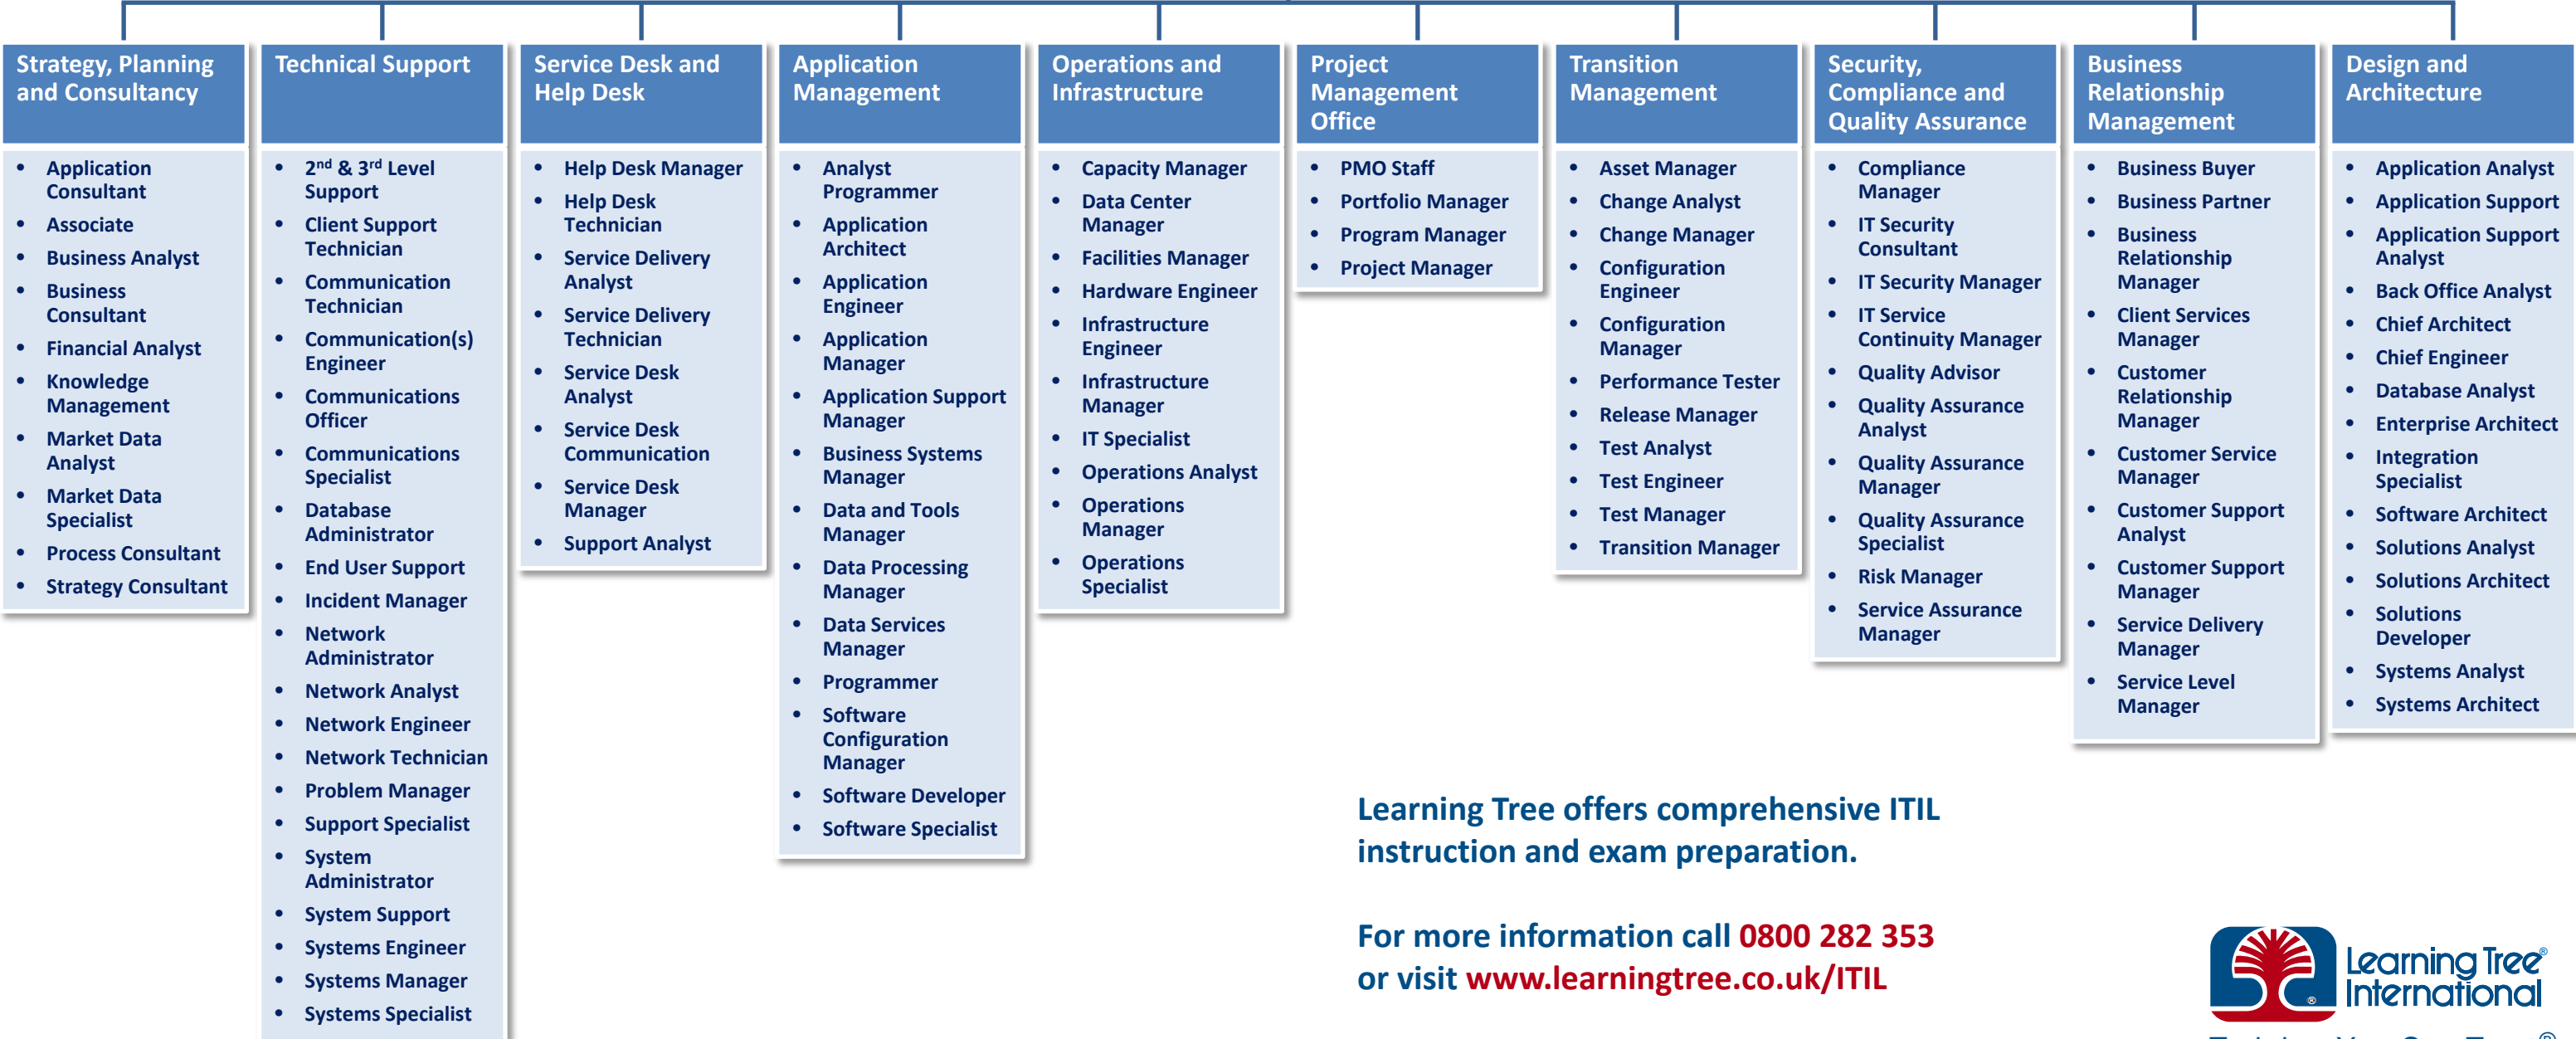 Strategy, Planning
and Consultancy
• Application
Consultant
• Associate
• Business Analyst
• Business
Consultant
• Financial Analyst
• Knowledge
Management
• Market Data
Analyst
• Market Data
Specialist
• Process Consultant
• Strategy Consultant
Technical Support
• 2nd & 3rd Level
Support
• Client Support
Technician
• Communication
Technician
• Communication(s)
Engineer
• Communications
Officer
• Communications
Specialist
• Database
Administrator
• End User Support
• Incident Manager
• Network
Administrator
• Network Analyst
• Network Engineer
• Network Technician
• Problem Manager
• Support Specialist
• System
Administrator
• System Support
• Systems Engineer
• Systems Manager
• Systems Specialist
Service Desk and
Help Desk
• Help Desk Manager
• Help Desk
Technician
• Service Delivery
Analyst
• Service Delivery
Technician
• Service Desk
Analyst
• Service Desk
Communication
• Service Desk
Manager
• Support Analyst
Application
Management
• Analyst
Programmer
• Application
Architect
• Application
Engineer
• Application
Manager
• Application Support
Manager
• Business Systems
Manager
• Data and Tools
Manager
• Data Processing
Manager
• Data Services
Manager
• Programmer
• Software
Configuration
Manager
• Software Developer
• Software Specialist
Operations and
Infrastructure
• Capacity Manager
• Data Center
Manager
• Facilities Manager
• Hardware Engineer
• Infrastructure
Engineer
• Infrastructure
Manager
• IT Specialist
• Operations Analyst
• Operations
Manager
• Operations
Specialist
Project
Management
Office
• PMO Staff
• Portfolio Manager
• Program Manager
• Project Manager
Transition
Management
• Asset Manager
• Change Analyst
• Change Manager
• Configuration
Engineer
• Configuration
Manager
• Performance Tester
• Release Manager
• Test Analyst
• Test Engineer
• Test Manager
• Transition Manager
Security,
Compliance and
Quality Assurance
• Compliance
Manager
• IT Security
Consultant
• IT Security Manager
• IT Service
Continuity Manager
• Quality Advisor
• Quality Assurance
Analyst
• Quality Assurance
Manager
• Quality Assurance
Specialist
• Risk Manager
• Service Assurance
Manager
Business
Relationship
Management
• Business Buyer
• Business Partner
• Business
Relationship
Manager
• Client Services
Manager
• Customer
Relationship
Manager
• Customer Service
Manager
• Customer Support
Analyst
• Customer Support
Manager
• Service Delivery
Manager
• Service Level
Manager
Design and
Architecture
• Application Analyst
• Application Support
• Application Support
Analyst
• Back Office Analyst
• Chief Architect
• Chief Engineer
• Database Analyst
• Enterprise Architect
• Integration
Specialist
• Software Architect
• Solutions Analyst
• Solutions Architect
• Solutions
Developer
• Systems Analyst
• Systems Architect
Learning Tree offers comprehensive ITIL
instruction and exam preparation.
For more information call 0800 282 353
or visit www.learningtree.co.uk/ITIL
Learning Tree®
International
®